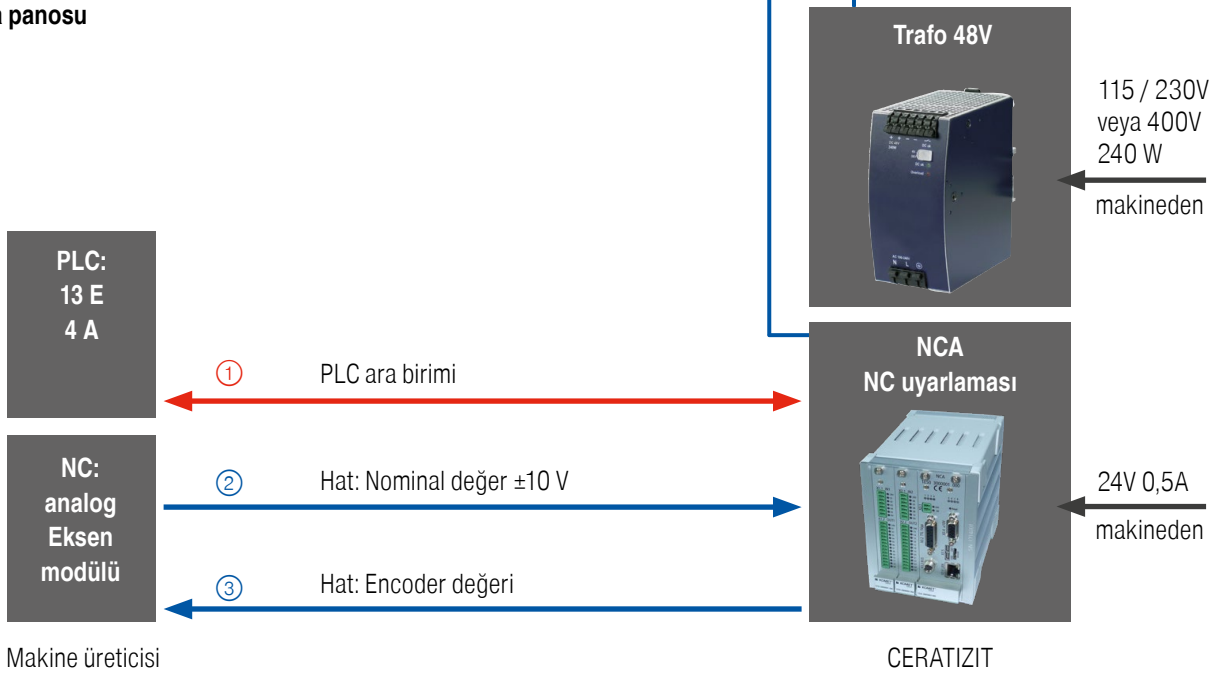 panosu
Trafo 48V
115 / 230V
veya 400V
240 W
makineden
PLC:
13 E
4 A
1
PLC ara birimi
NCA
NC uyarlaması
NC:
analog
Eksen
modülü
2
Hat: Nominal değer ±10 V
24V 0,5A
makineden
3
Hat: Encoder değeri
Makine üreticisi
CERATIZIT